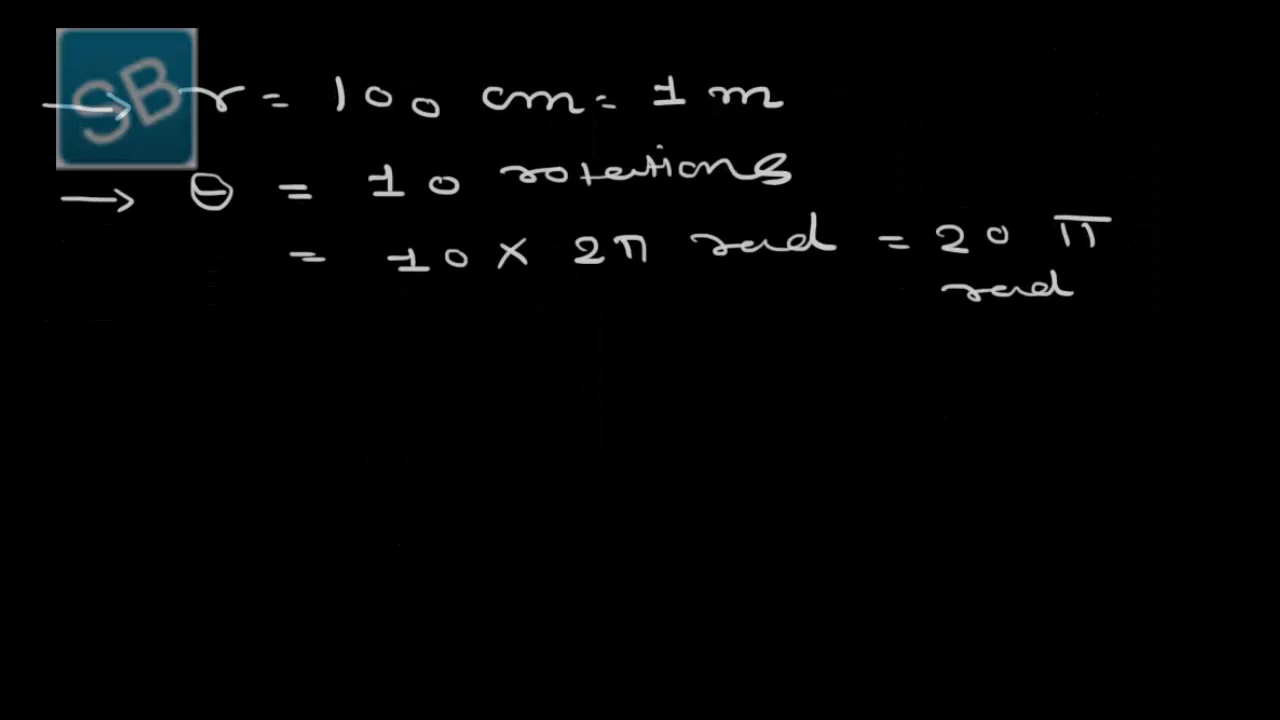 SB
→ r = 100 cm = 1 m
→ θ = 10 rotations
= 10 × 2π rad = 20 π
rad